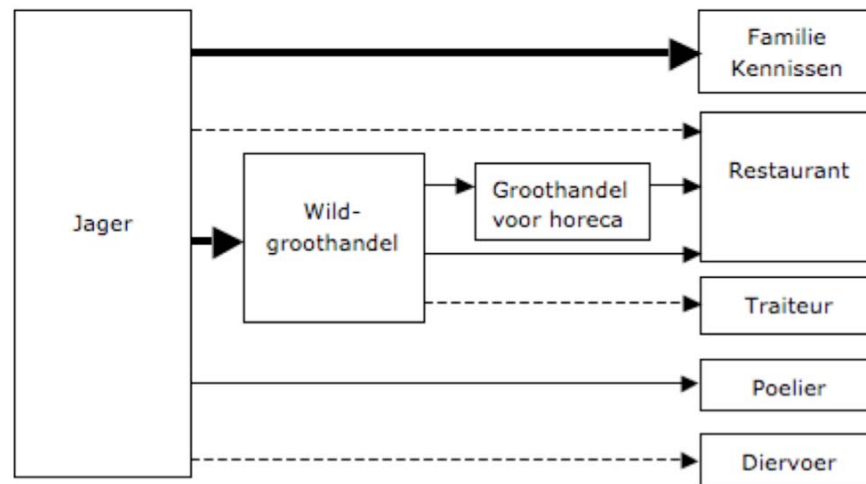 Familie
Kennissen
Restaurant
Groothandel
voor horeca
Wild-
groothandel
Jager
Traiteur
Poelier
Diervoer